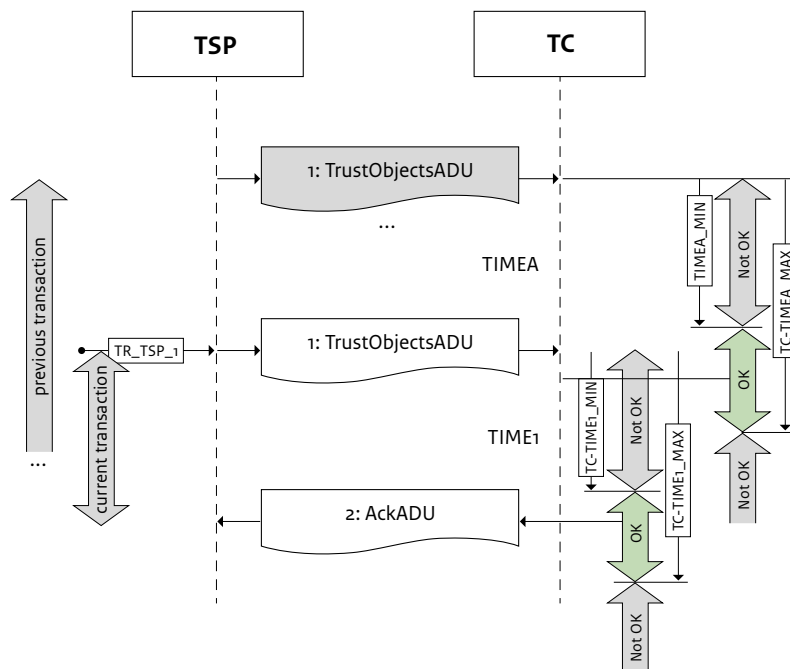 TSP
TC
1: TrustObjectsADU
...
TIMEA
TIMEA_MIN
Not OK
TC-TIMEA_MAX
previous transaction
TR_TSP_1
1: TrustObjectsADU
OK
current transaction
...
TIME1
TC-TIME1_MIN
Not OK
TC-TIME1_MAX
Not OK
2: AckADU
OK
Not OK